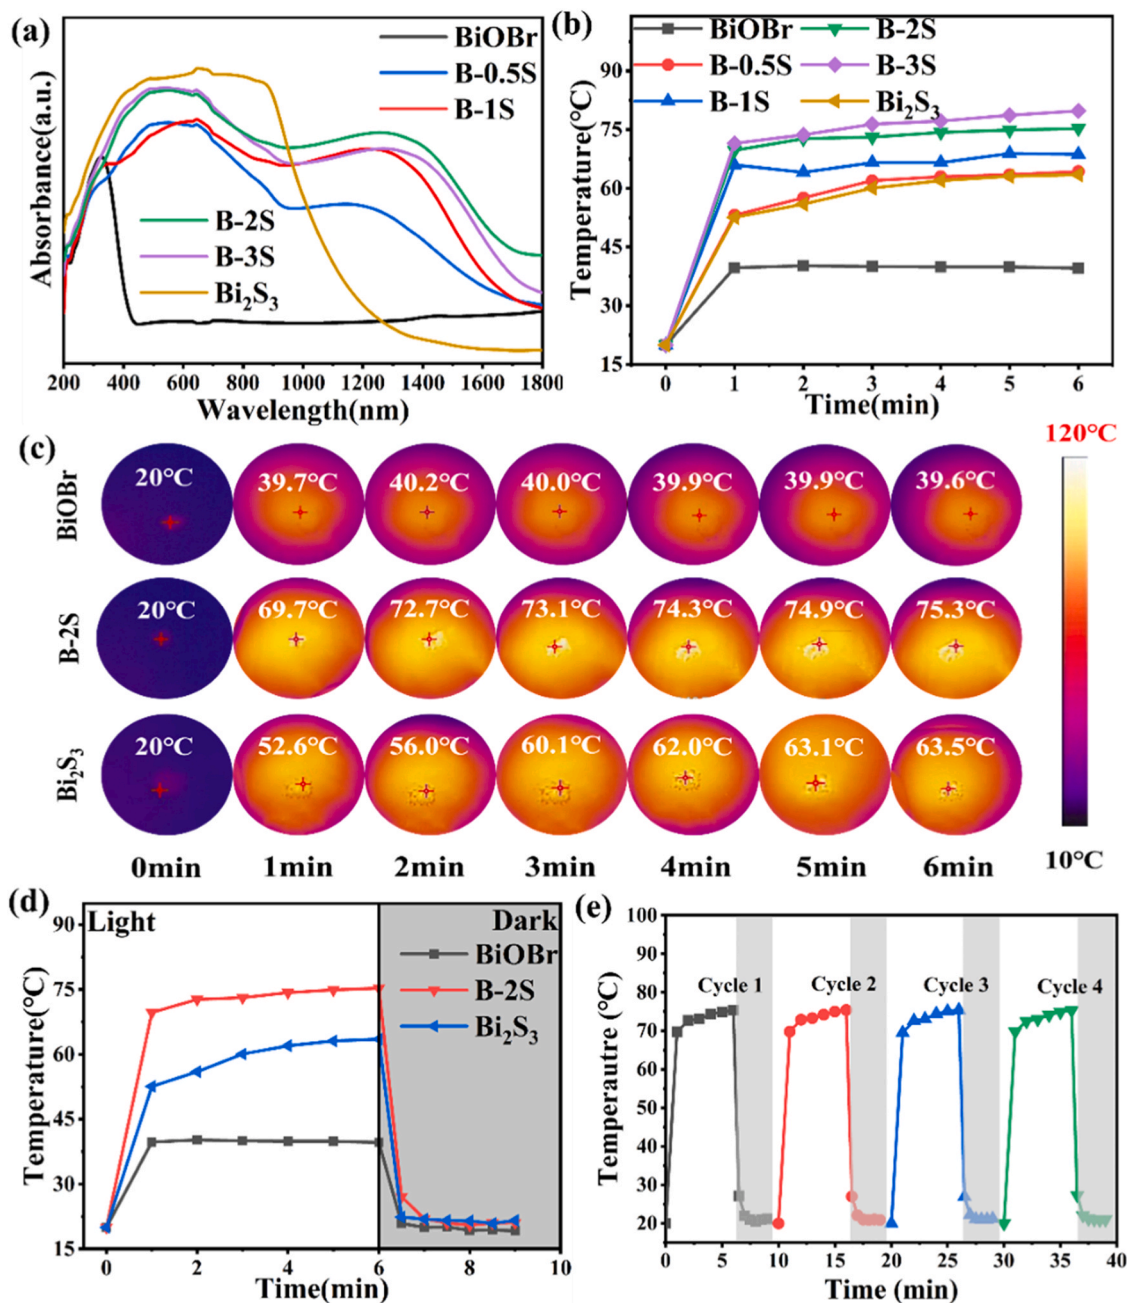 (a)
BiOBr
B-0.5S
B-1S
B-2S
B-3S
Bi₂S₃
Absorbance(a.u.)
200 400 600 800 1000 1200 1400 1600 1800
Wavelength(nm)
(b)
BiOBr
B-0.5S
B-1S
B-2S
B-3S
Bi₂S₃
Temperature(°C)
90
75
60
45
30
15
0 1 2 3 4 5 6
Time(min)
(c)
120°C
BiOBr
20°C 39.7°C 40.2°C 40.0°C 39.9°C 39.9°C 39.6°C
B-2S
20°C 69.7°C 72.7°C 73.1°C 74.3°C 74.9°C 75.3°C
Bi₂S₃
20°C 52.6°C 56.0°C 60.1°C 62.0°C 63.1°C 63.5°C
0min 1min 2min 3min 4min 5min 6min
10°C
(d)
Light
Dark
BiOBr
B-2S
Bi₂S₃
Temperature(°C)
90
75
60
45
30
15
0 2 4 6 8 10
Time(min)
(e)
Cycle 1 Cycle 2 Cycle 3 Cycle 4
Temperautre (°C)
100
90
80
70
60
50
40
30
20
0 5 10 15 20 25 30 35 40
Time (min)